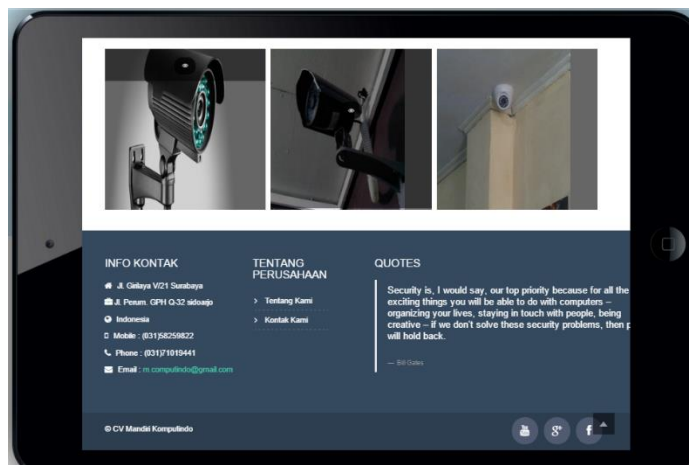 INFO KONTAK
Jl. Girilaya V/21 Surabaya
Jl. Perum. GPH Q-32 sidoarjo
Indonesia
Mobile : (031)58259822
Phone : (031)71019441
Email : m.computindo@gmail.com
TENTANG
PERUSAHAAN
Tentang Kami
Kontak Kami
QUOTES
Security is, I would say, our top priority because for all the
exciting things you will be able to do with computers –
organizing your lives, staying in touch with people, being
creative – if we don't solve these security problems, then p
will hold back.
— Bill Gates
© CV Mandiri Komputindo